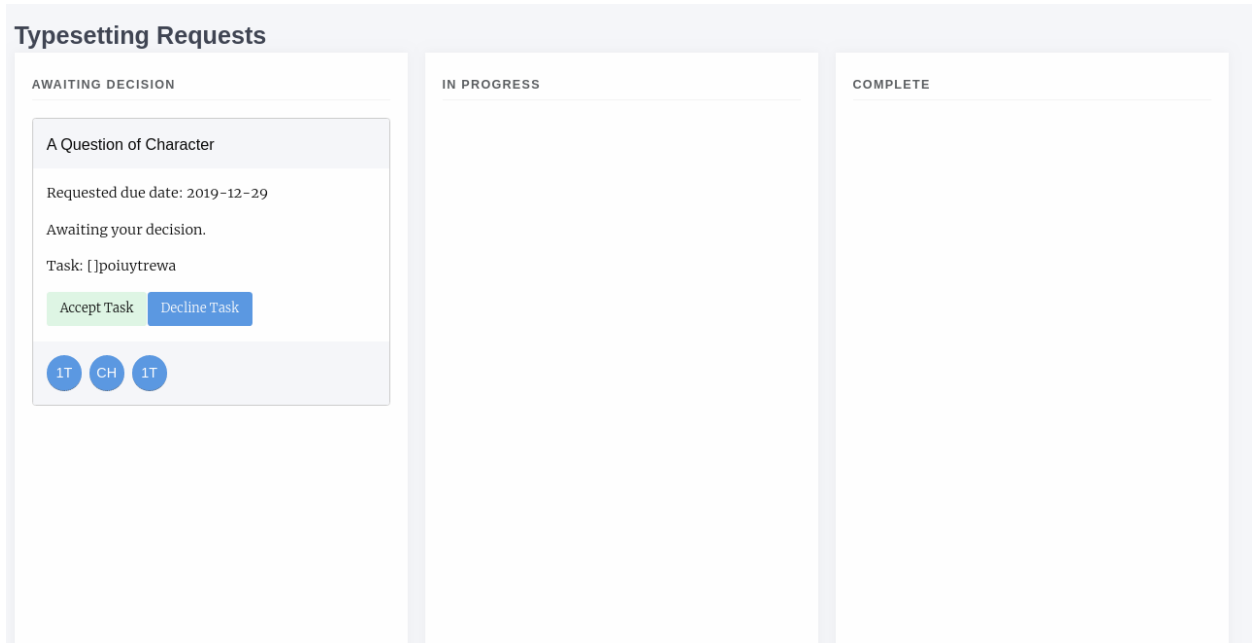 Typesetting Requests
AWAITING DECISION
A Question of Character
Requested due date: 2019-12-29
Awaiting your decision.
Task: []poiuytrewa
Accept Task
Decline Task
1T CH 1T
IN PROGRESS
COMPLETE